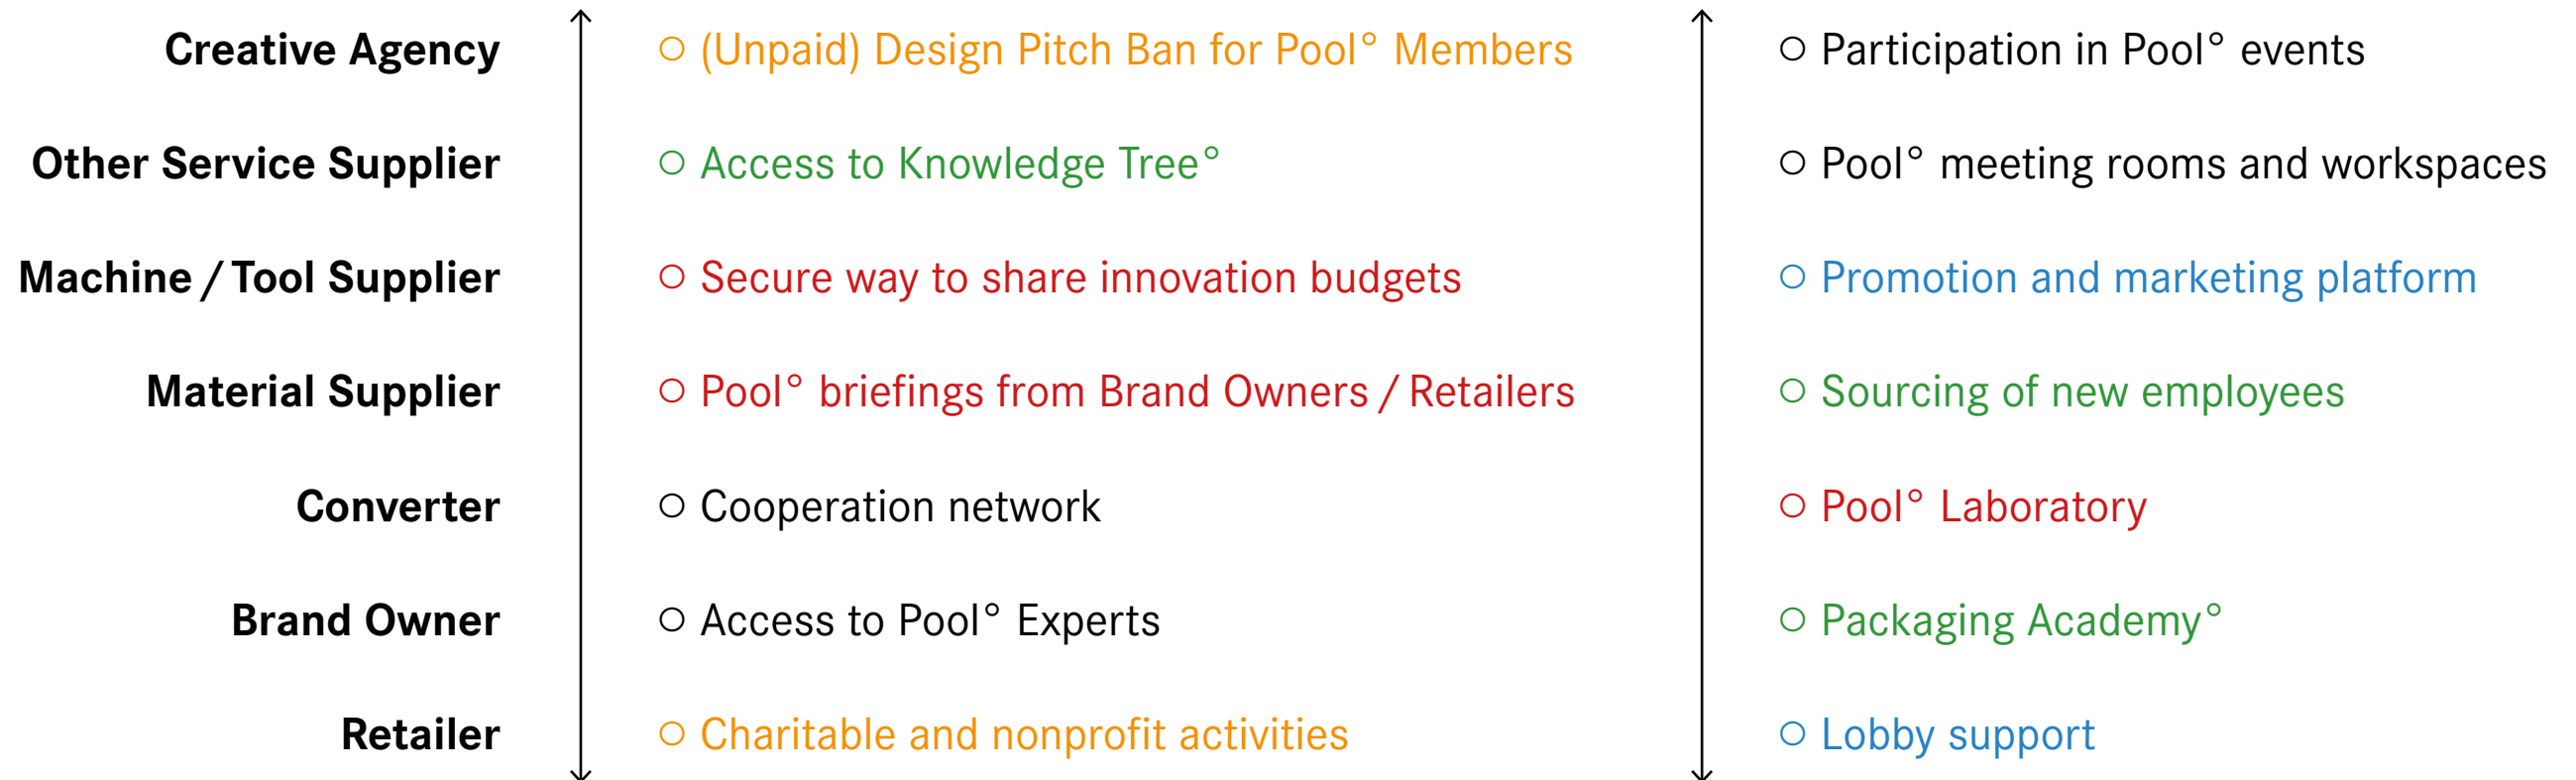 Creative Agency
Other Service Supplier
Machine / Tool Supplier
Material Supplier
Converter
Brand Owner
Retailer
(Unpaid) Design Pitch Ban for Pool° Members
Access to Knowledge Tree°
Secure way to share innovation budgets
Pool° briefings from Brand Owners / Retailers
Cooperation network
Access to Pool° Experts
Charitable and nonprofit activities
Participation in Pool° events
Pool° meeting rooms and workspaces
Promotion and marketing platform
Sourcing of new employees
Pool° Laboratory
Packaging Academy°
Lobby support